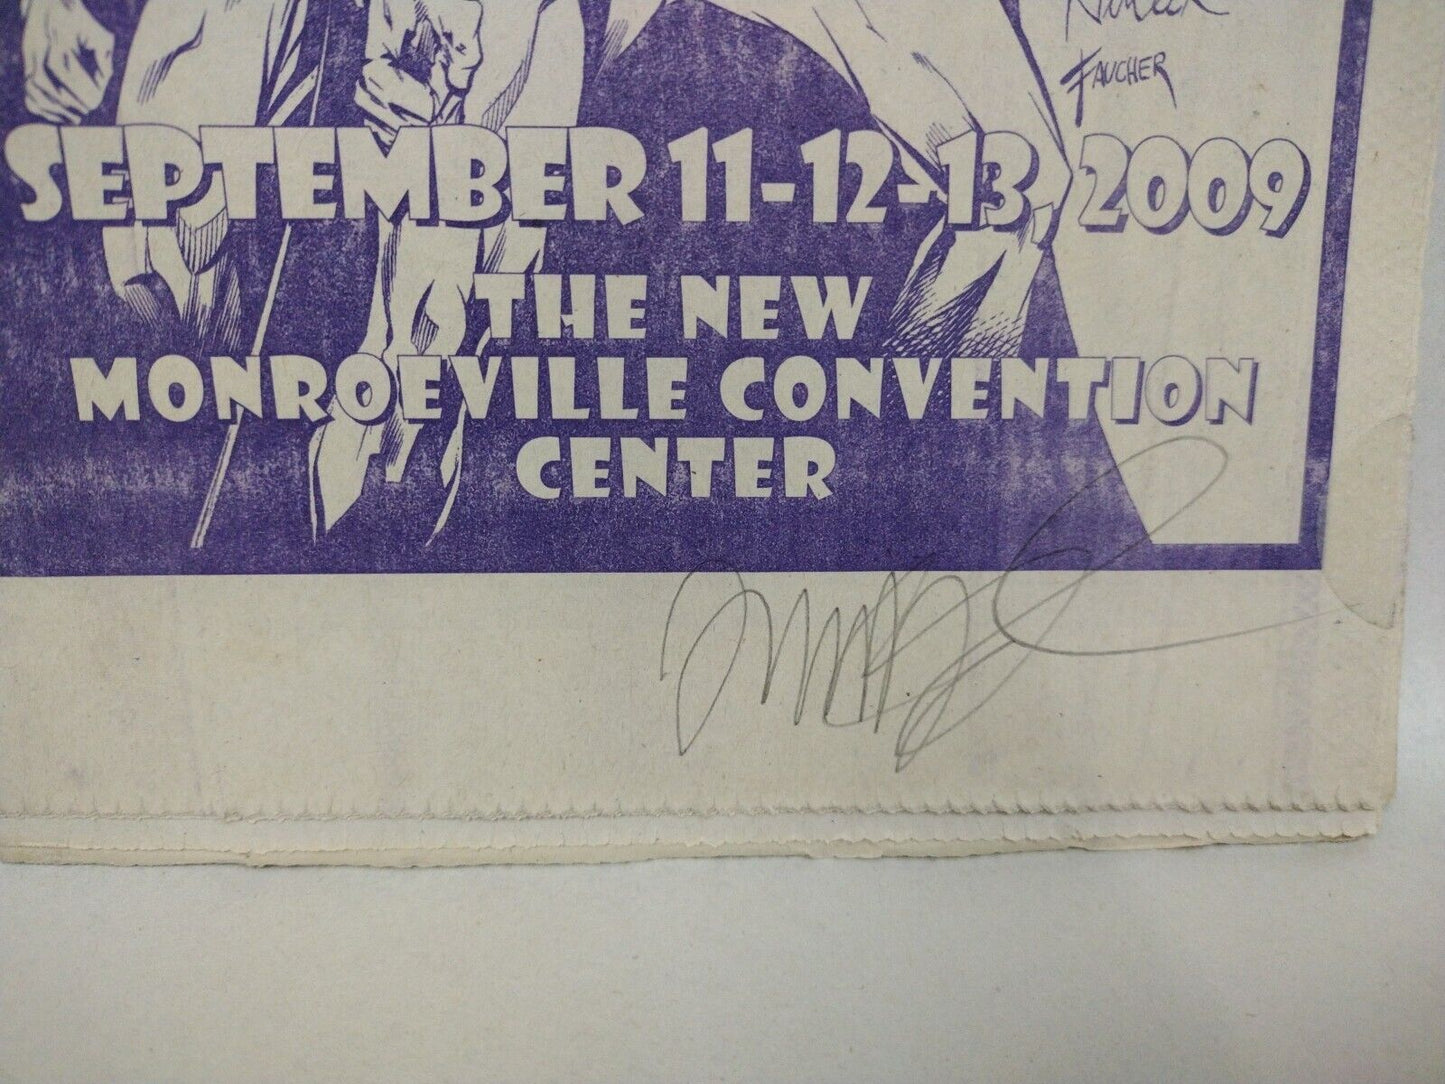 FAUCHER
SEPTEMBER 11-12-13, 2009
THE NEW
MONROEVILLE CONVENTION
CENTER